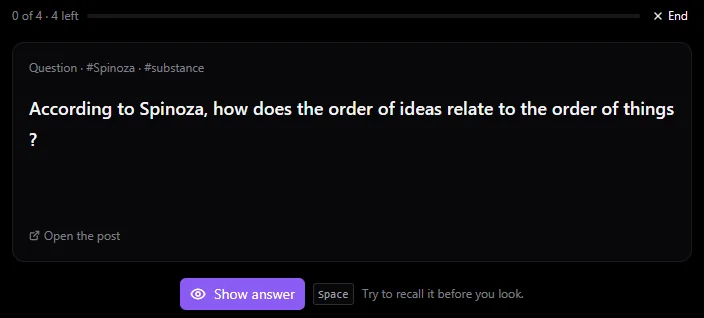 0 of 4 · 4 left
End
Question · #Spinoza · #substance
According to Spinoza, how does the order of ideas relate to the order of things
?
Open the post
Show answer
Space
Try to recall it before you look.